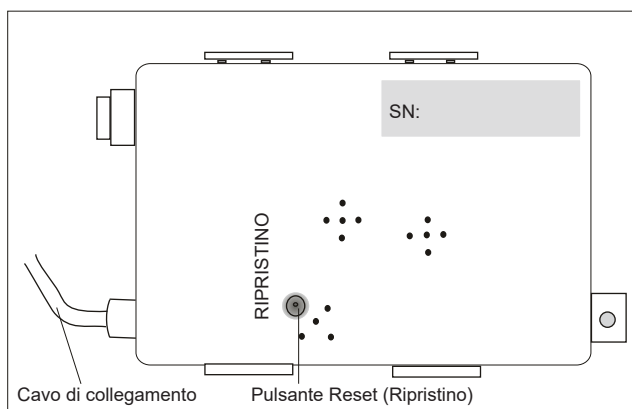 SN:
RIPRISTINO
Cavo di collegamento
Pulsante Reset (Ripristino)